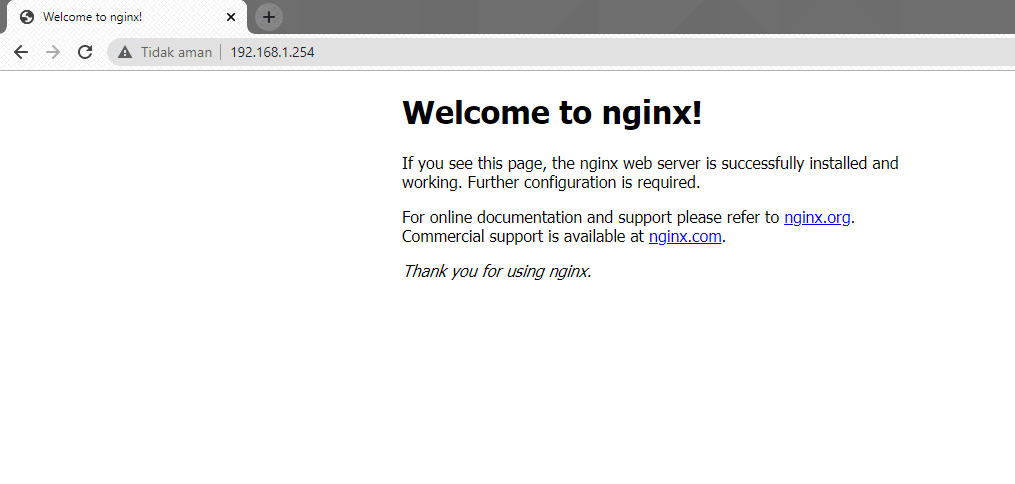 Welcome to nginx!
Tidak aman
192.168.1.254
Welcome to nginx!
If you see this page, the nginx web server is successfully installed and
working. Further configuration is required.
For online documentation and support please refer to nginx.org.
Commercial support is available at nginx.com.
Thank you for using nginx.